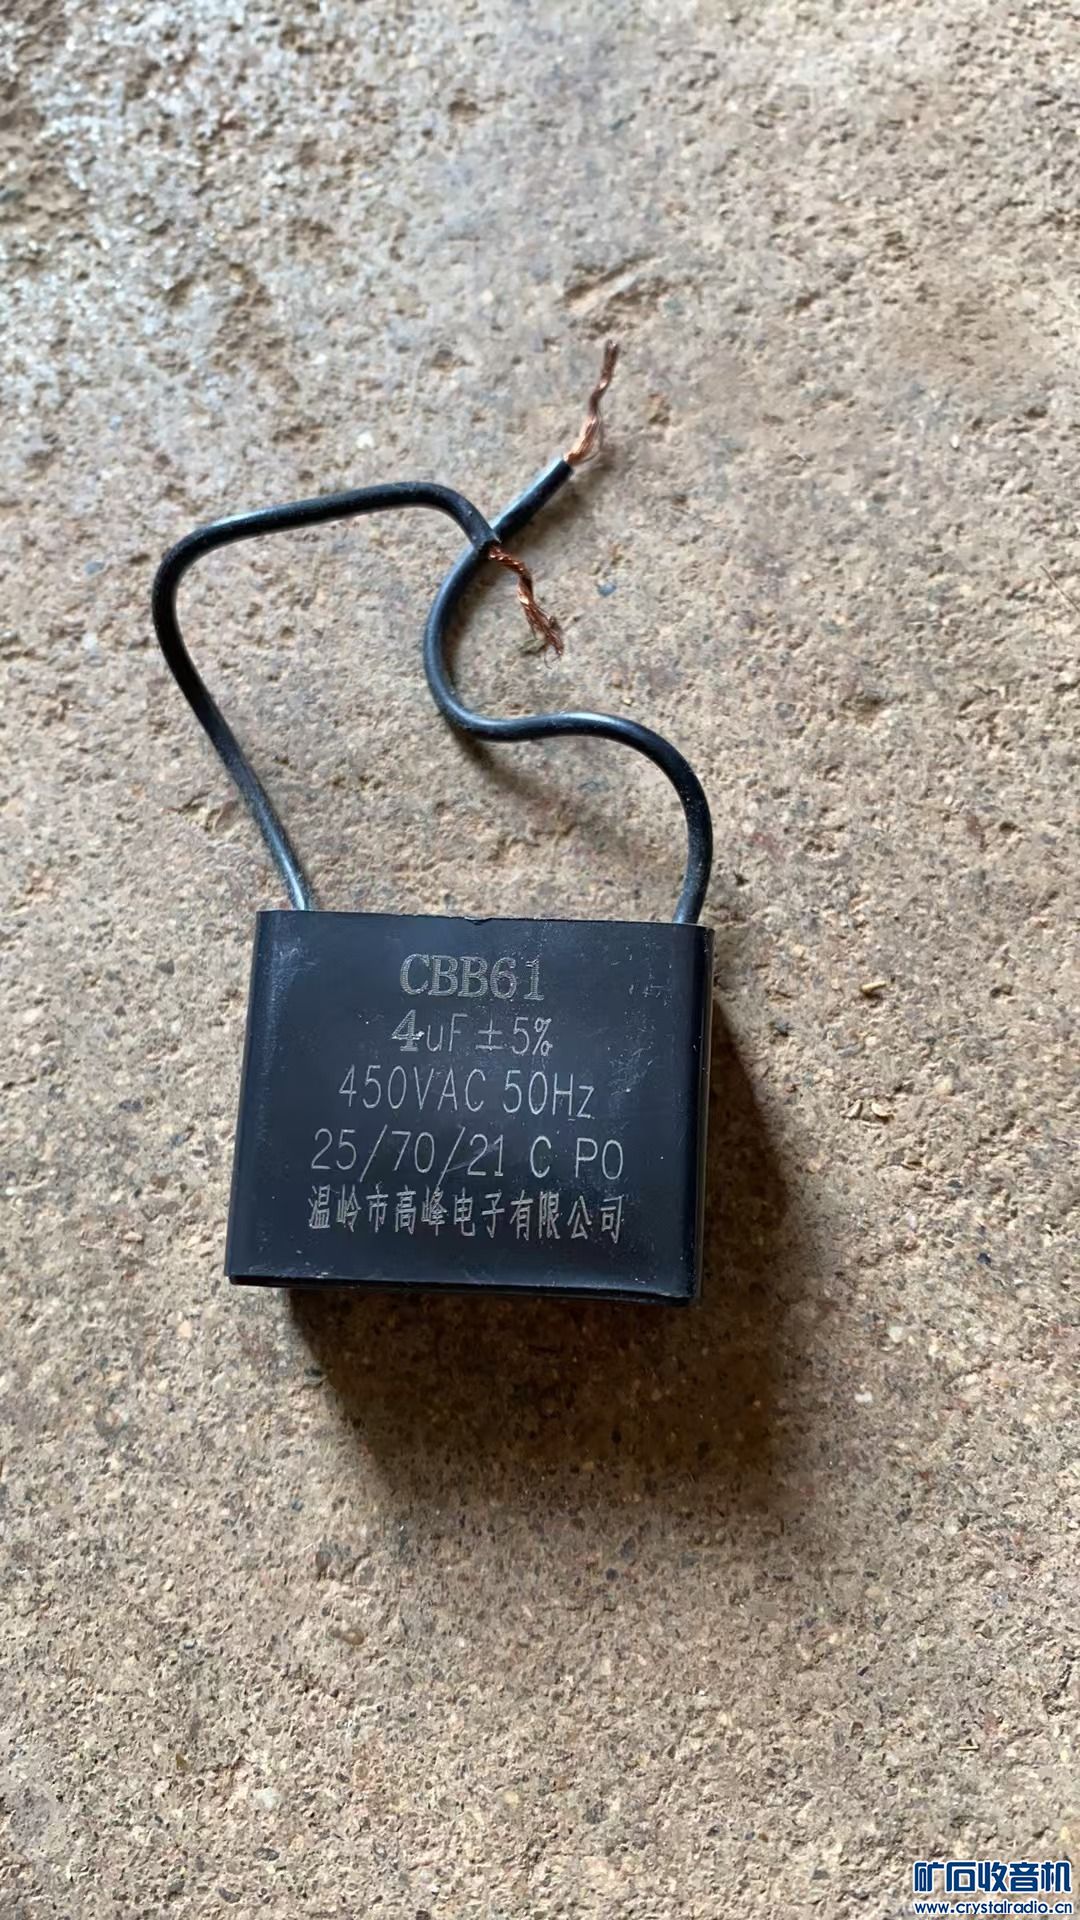 CBB61
4uF±5%
450VAC 50Hz
25/70/21 C P0
温岭市高峰电子有限公司
矿石收音机
www.crystalradio.cn